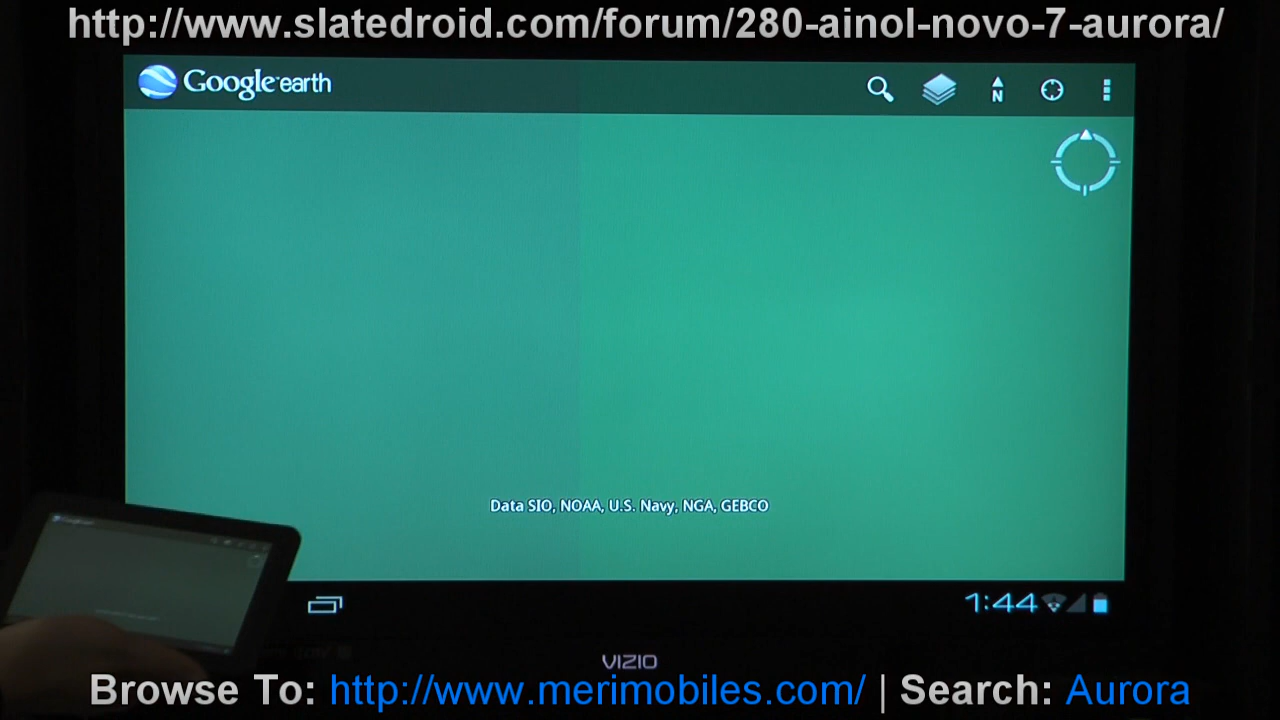 http://www.slatedroid.com/forum/280-ainol-novo-7-aurora/
Google earth
N
Data SIO, NOAA, U.S. Navy, NGA, GEBCO
1:44
VIZIO
Browse To: http://www.merimobiles.com/ | Search: Aurora